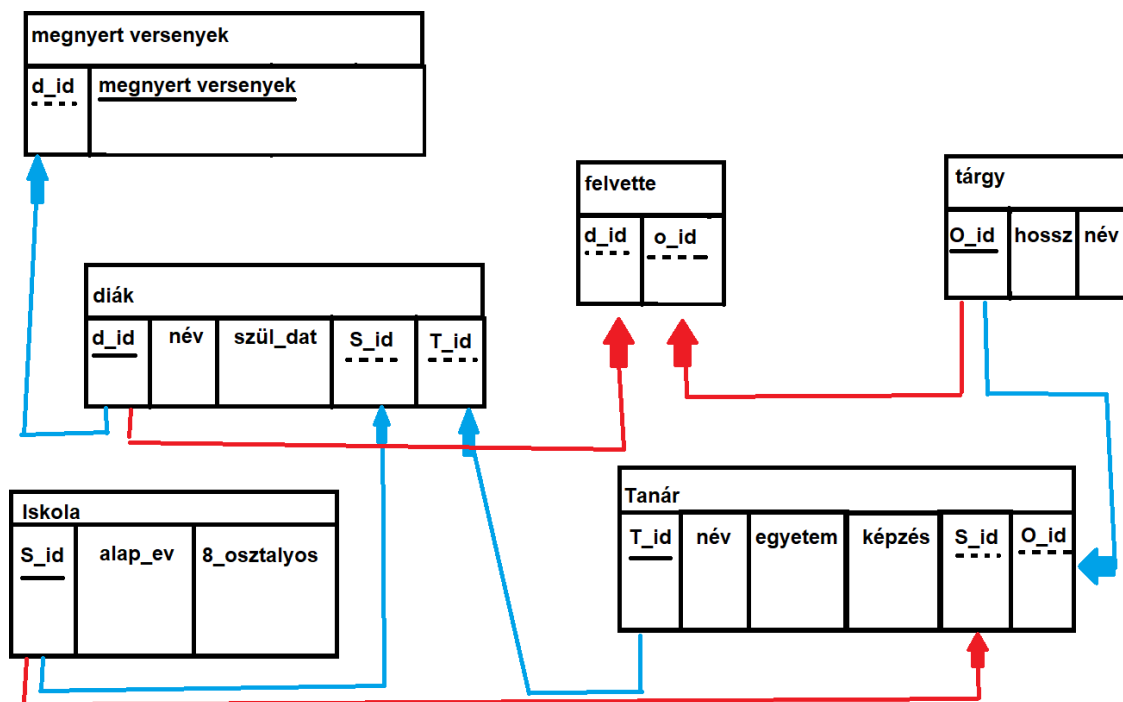 megnyert versenyek
d_id megnyert versenyek
felvette
d_id o_id
tárgy
O_id hossz név
diák
d_id név szül_dat S_id T_id
Iskola
S_id alap_ev 8_osztalyos
Tanár
T_id név egyetem képzés S_id O_id